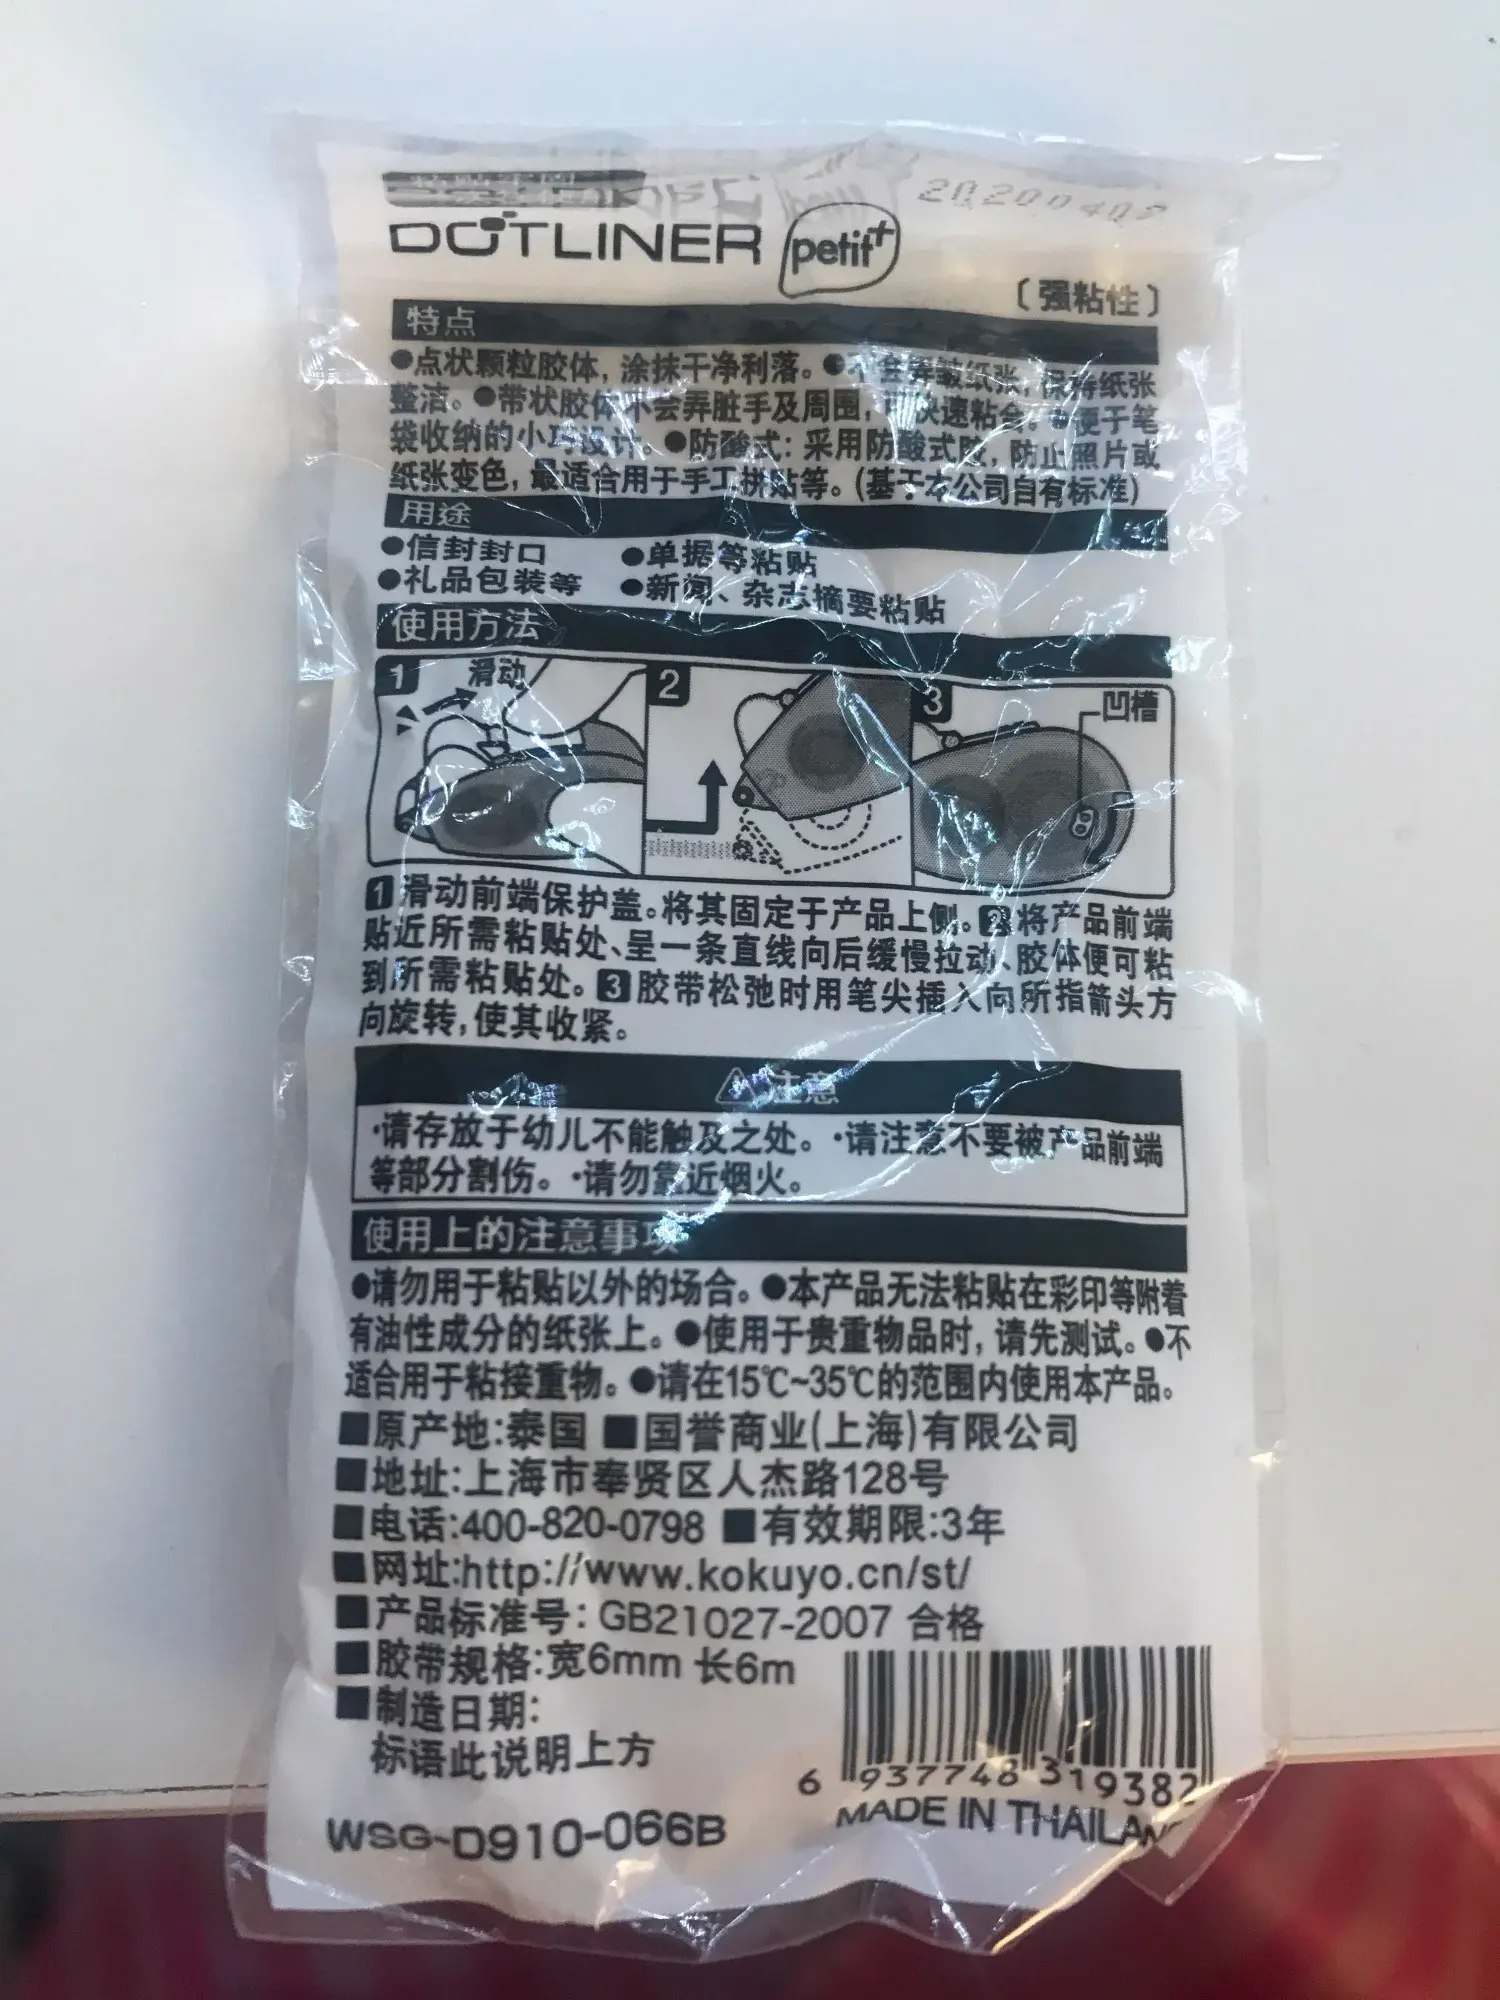 20200407
DOTLINER petit+
〔强粘性〕
特点
●点状颗粒胶体，涂抹干净利落。●不会弄皱纸张，保持纸张
整洁。●带状胶体不会弄脏手及周围，可快速粘合。●便于笔
袋收纳的小巧设计。●防酸式：采用防酸式胶，防止照片或
纸张变色，最适合用于手工拼贴等。(基于本公司自有标准)
用途
●信封封口 ●单据等粘贴
●礼品包装等 ●新闻、杂志摘要粘贴
使用方法
1 滑动 2 3 凹槽
1滑动前端保护盖。将其固定于产品上侧。2将产品前端
贴近所需粘贴处、呈一条直线向后缓慢拉动、胶体便可粘
到所需粘贴处。3胶带松弛时用笔尖插入向所指箭头方
向旋转，使其收紧。
⚠注意
·请存放于幼儿不能触及之处。·请注意不要被产品前端
等部分割伤。·请勿靠近烟火。
使用上的注意事项
●请勿用于粘贴以外的场合。●本产品无法粘贴在彩印等附着
有油性成分的纸张上。●使用于贵重物品时，请先测试。●不
适合用于粘接重物。●请在15℃~35℃的范围内使用本产品。
■原产地:泰国 ■国誉商业(上海)有限公司
■地址:上海市奉贤区人杰路128号
■电话:400-820-0798 ■有效期限:3年
■网址:http://www.kokuyo.cn/st/
■产品标准号：GB21027-2007 合格
■胶带规格:宽6mm 长6m
■制造日期:
标语此说明上方
6 937748 319382
WSG-D910-066B
MADE IN THAILAND